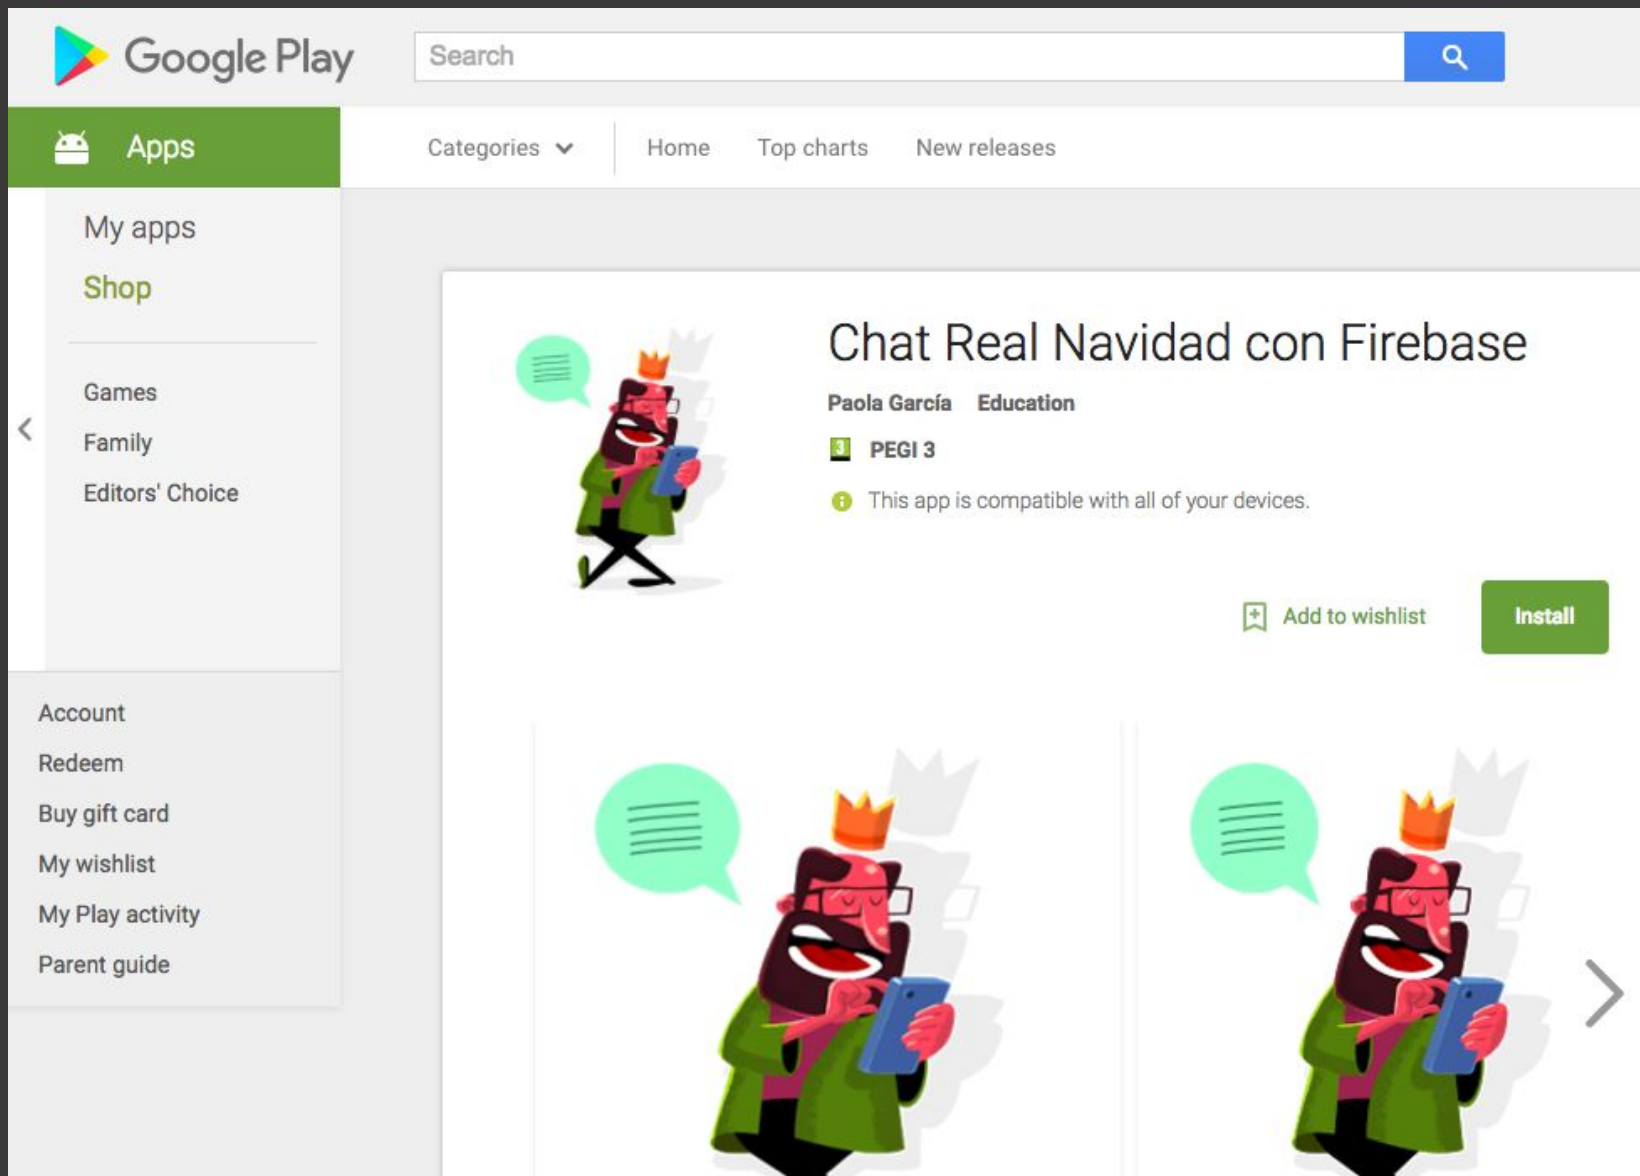 Google Play
Search
Apps
Categories
Home
Top charts
New releases
My apps
Shop
Games
Family
Editors' Choice
Account
Redeem
Buy gift card
My wishlist
My Play activity
Parent guide
Chat Real Navidad con Firebase
Paola García Education
3 PEGI 3
This app is compatible with all of your devices.
Add to wishlist
Install